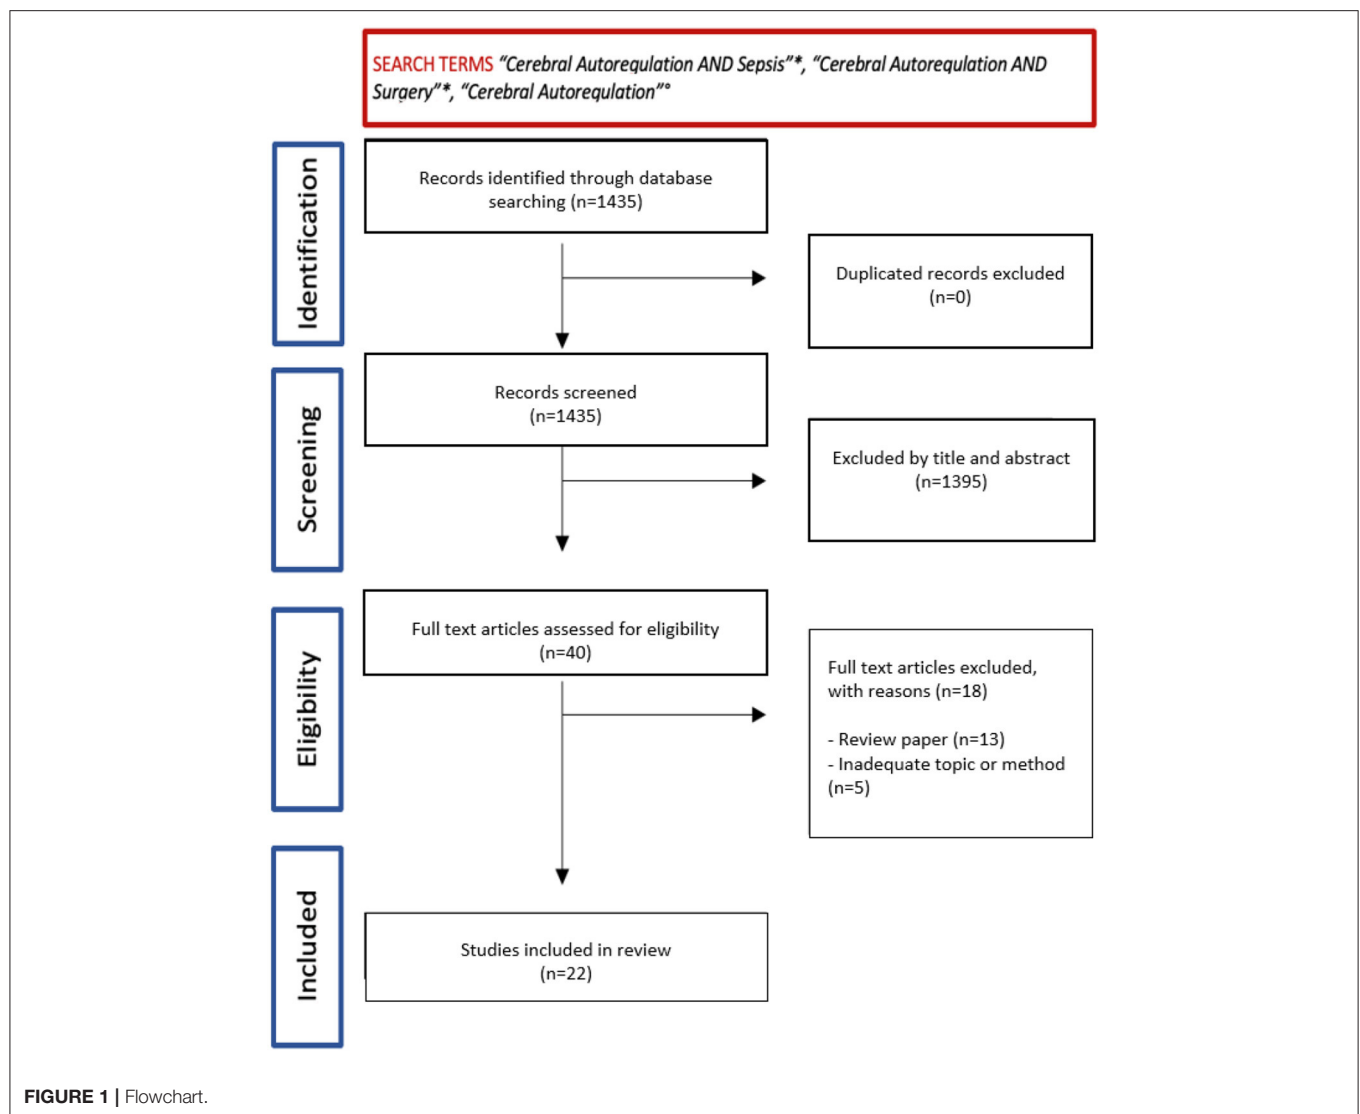 SEARCH TERMS “Cerebral Autoregulation AND Sepsis”*, “Cerebral Autoregulation AND
Surgery”*, “Cerebral Autoregulation”°
Identification
Records identified through database
searching (n=1435)
Duplicated records excluded
(n=0)
Screening
Records screened
(n=1435)
Excluded by title and abstract
(n=1395)
Eligibility
Full text articles assessed for eligibility
(n=40)
Full text articles excluded,
with reasons (n=18)
- Review paper (n=13)
- Inadequate topic or method
(n=5)
Included
Studies included in review
(n=22)
FIGURE 1 | Flowchart.